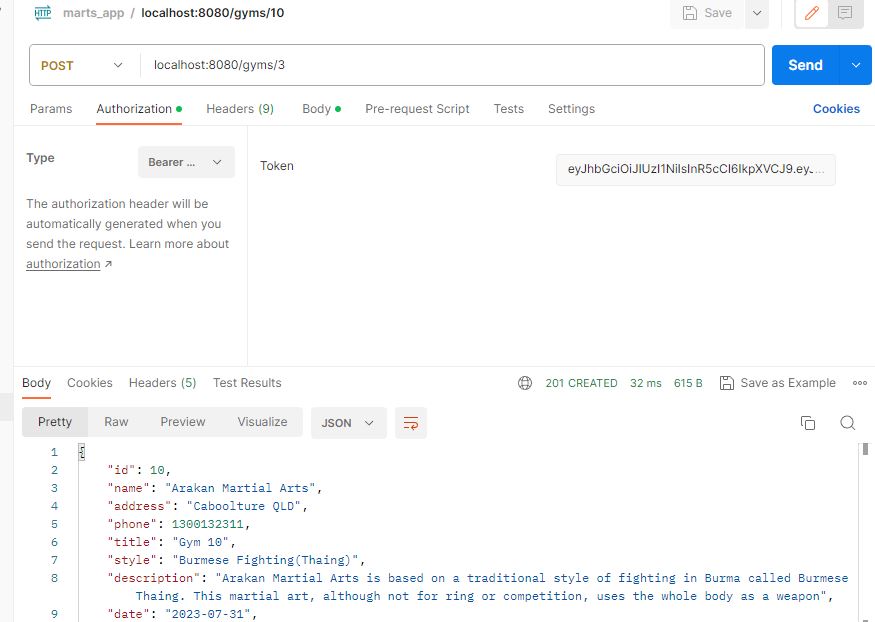 HTTP marts_app / localhost:8080/gyms/10 Save
POST localhost:8080/gyms/3 Send
Params Authorization Headers (9) Body Pre-request Script Tests Settings Cookies
Type Bearer ... Token eyJhbGciOiJIUzI1NiIsInR5cCI6IkpXVCJ9.ey...
The authorization header will be
automatically generated when you
send the request. Learn more about
authorization ↗
Body Cookies Headers (5) Test Results 201 CREATED 32 ms 615 B Save as Example
Pretty Raw Preview Visualize JSON
1 {
2 "id": 10,
3 "name": "Arakan Martial Arts",
4 "address": "Caboolture QLD",
5 "phone": 1300132311,
6 "title": "Gym 10",
7 "style": "Burmese Fighting(Thaing)",
8 "description": "Arakan Martial Arts is based on a traditional style of fighting in Burma called Burmese
Thaing. This martial art, although not for ring or competition, uses the whole body as a weapon",
9 "date": "2023-07-31",